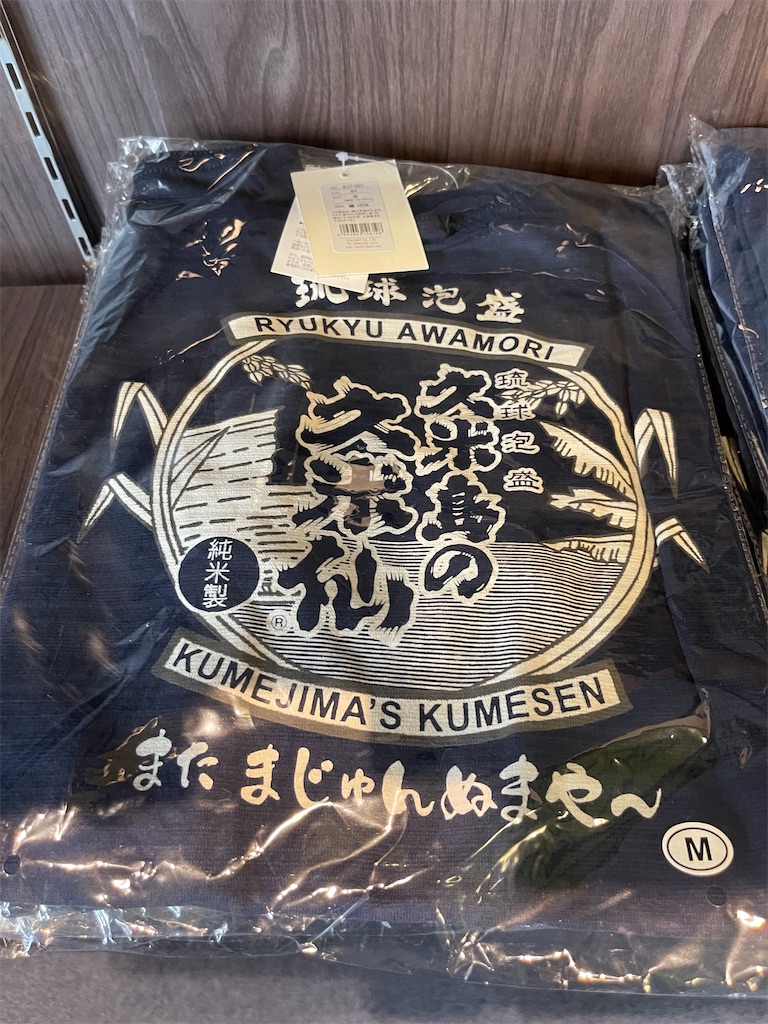 琉球泡盛
RYUKYU AWAMORI
琉球泡盛
久米島の
久米仙
純米製
®
KUMEJIMA'S KUMESEN
また まじゅんぬまや〜
M